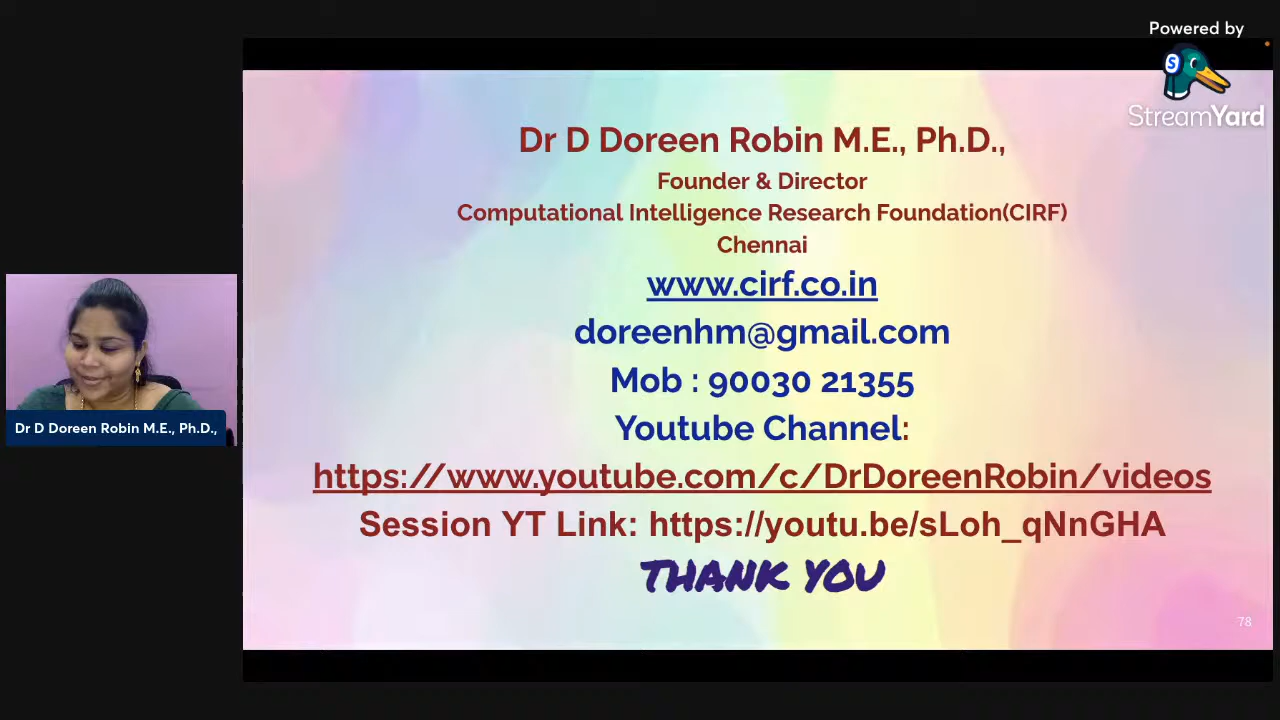 Powered by
StreamYard
Dr D Doreen Robin M.E., Ph.D.,
Founder & Director
Computational Intelligence Research Foundation(CIRF)
Chennai
www.cirf.co.in
doreenhm@gmail.com
Mob : 90030 21355
Youtube Channel:
https://www.youtube.com/c/DrDoreenRobin/videos
Session YT Link: https://youtu.be/sLoh_qNnGHA
THANK YOU
78
Dr D Doreen Robin M.E., Ph.D.,